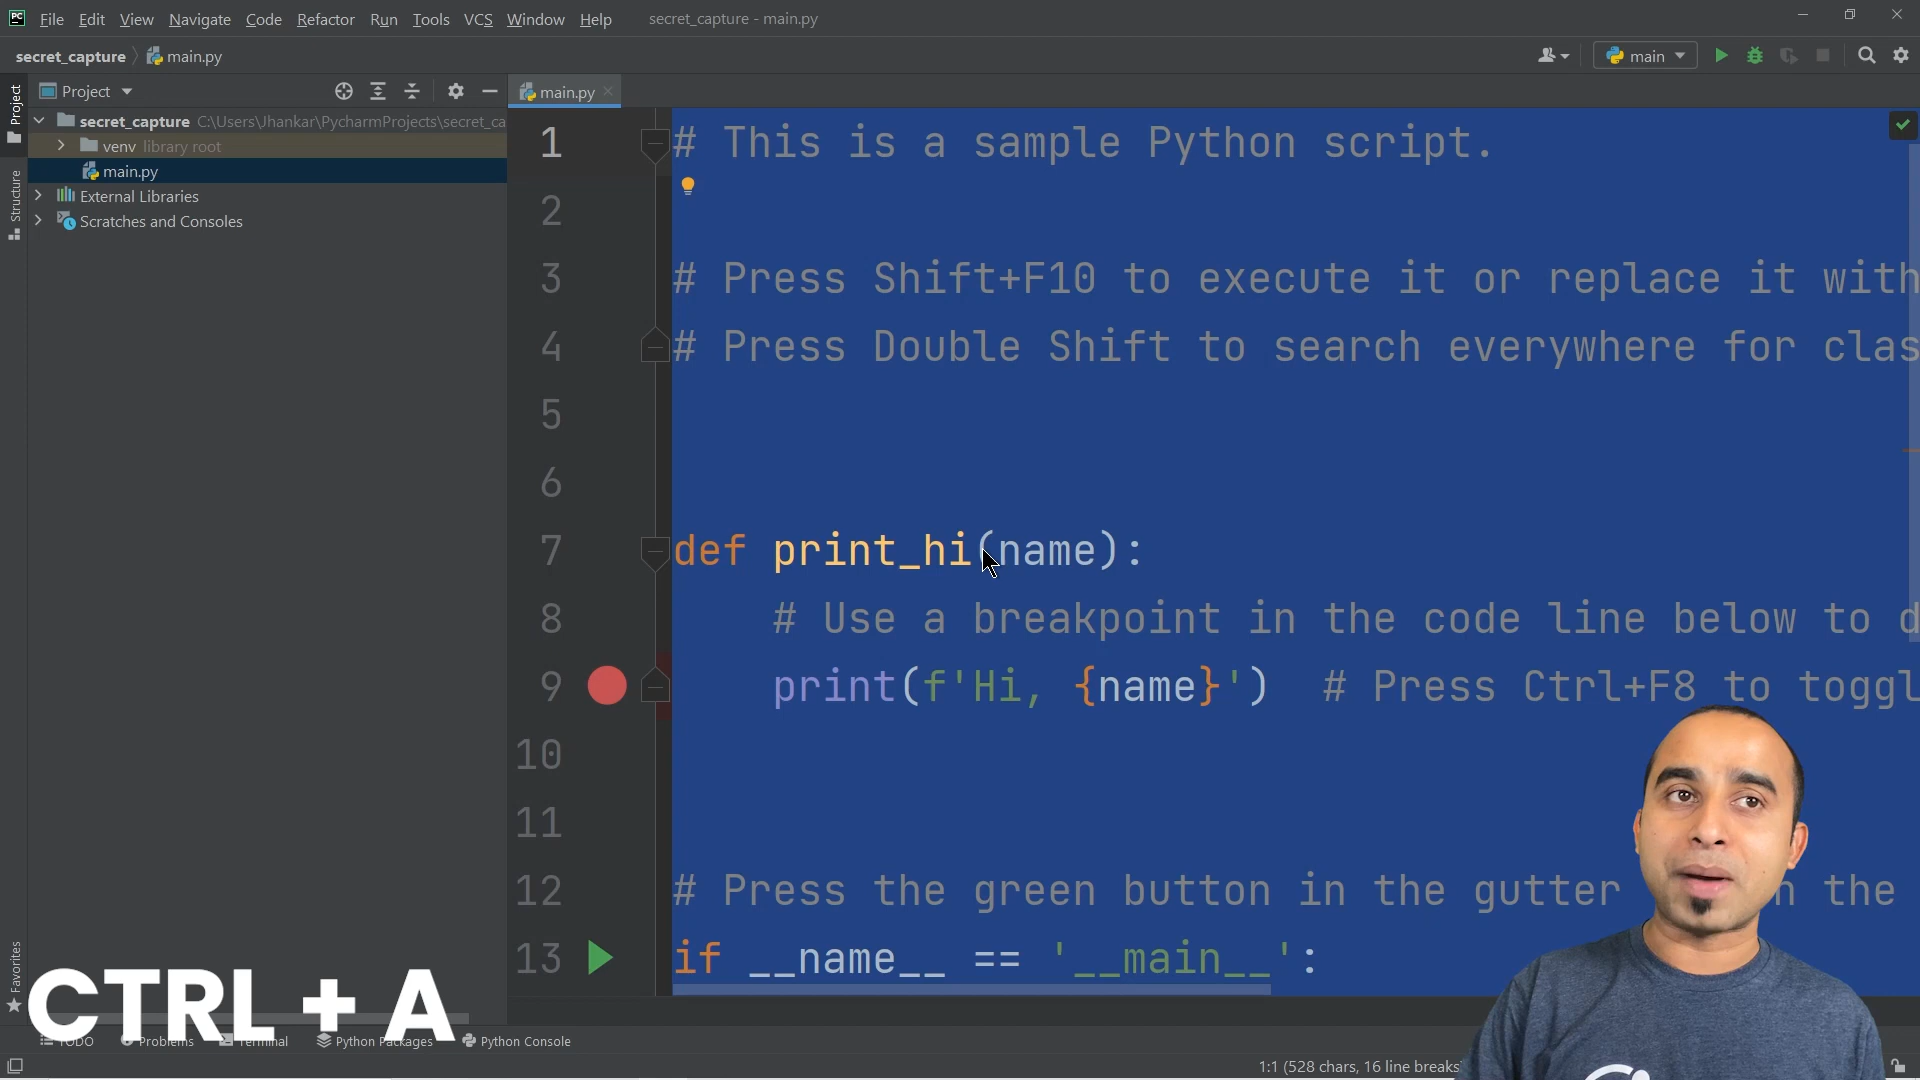 PC File Edit View Navigate Code Refactor Run Tools VCS Window Help secret_capture - main.py
secret_capture main.py
main
Project
main.py
Project
secret_capture C:\Users\Jhankar\PycharmProjects\secret_ca
venv library root
main.py
External Libraries
Scratches and Consoles
Structure
Favorites
1 # This is a sample Python script.
2
3 # Press Shift+F10 to execute it or replace it with
4 # Press Double Shift to search everywhere for clas
5
6
7 def print_hi(name):
8 # Use a breakpoint in the code line below to d
9 print(f'Hi, {name}') # Press Ctrl+F8 to toggl
10
11
12 # Press the green button in the gutter the
13 if __name__ == '__main__':
CTRL + A
TODO Problems Terminal Python Packages Python Console
1:1 (528 chars, 16 line breaks